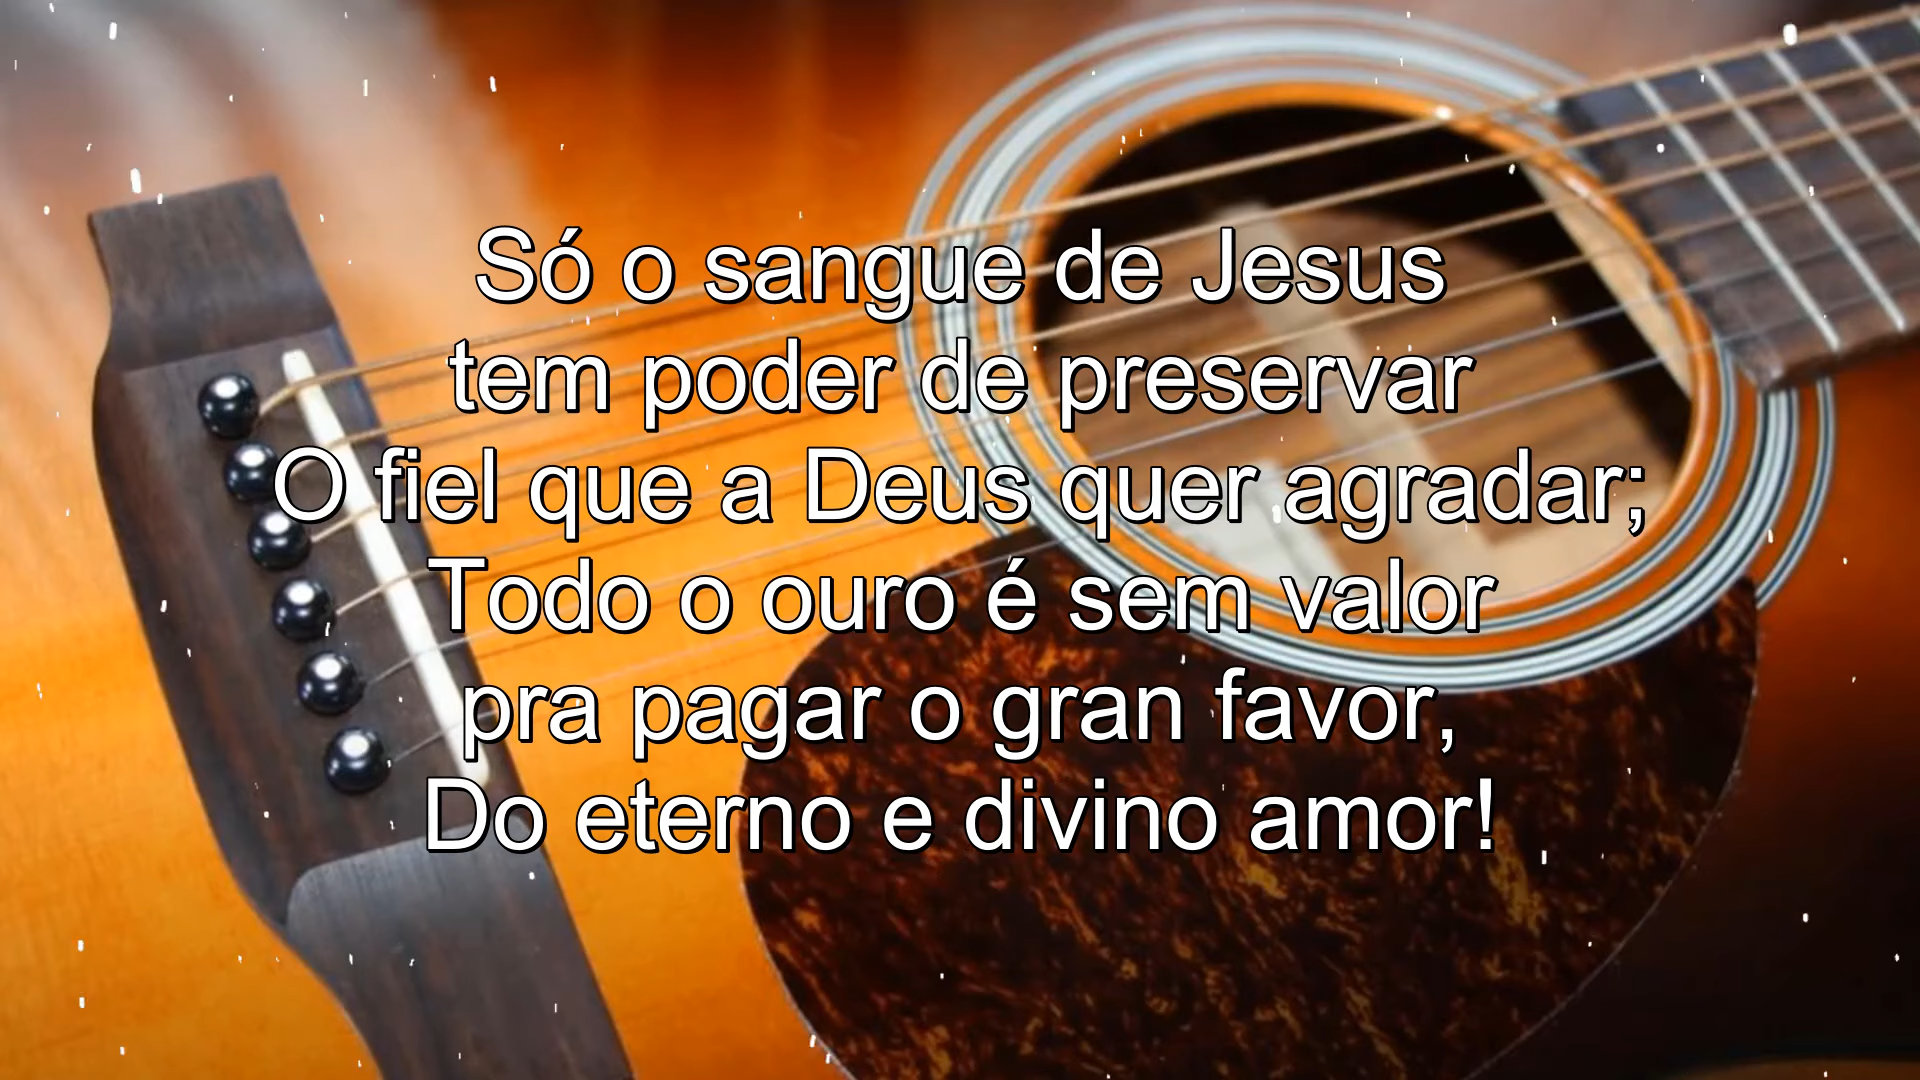 Só o sangue de Jesus
tem poder de preservar
O fiel que a Deus quer agradar;
Todo o ouro é sem valor
pra pagar o gran favor,
Do eterno e divino amor!